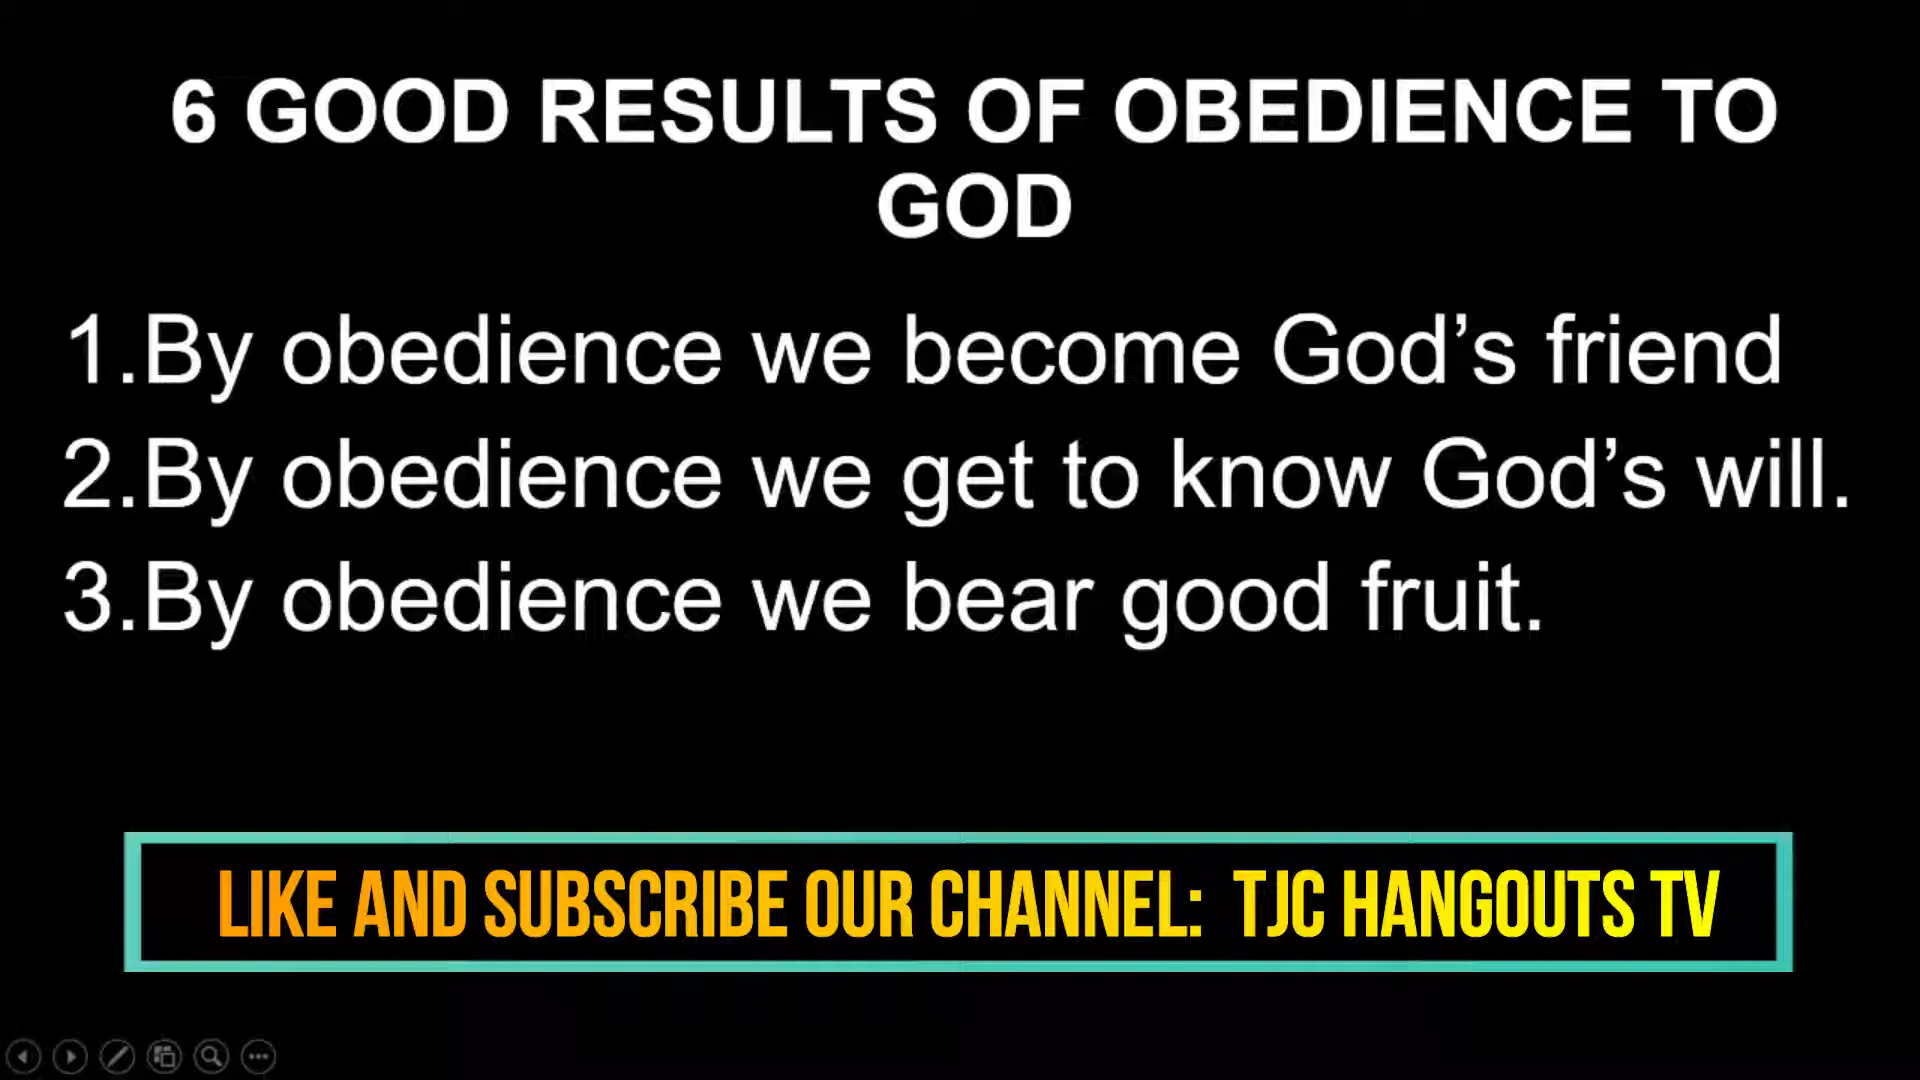 6 GOOD RESULTS OF OBEDIENCE TO
GOD
1.By obedience we become God’s friend
2.By obedience we get to know God’s will.
3.By obedience we bear good fruit.
LIKE AND SUBSCRIBE OUR CHANNEL: TJC HANGOUTS TV